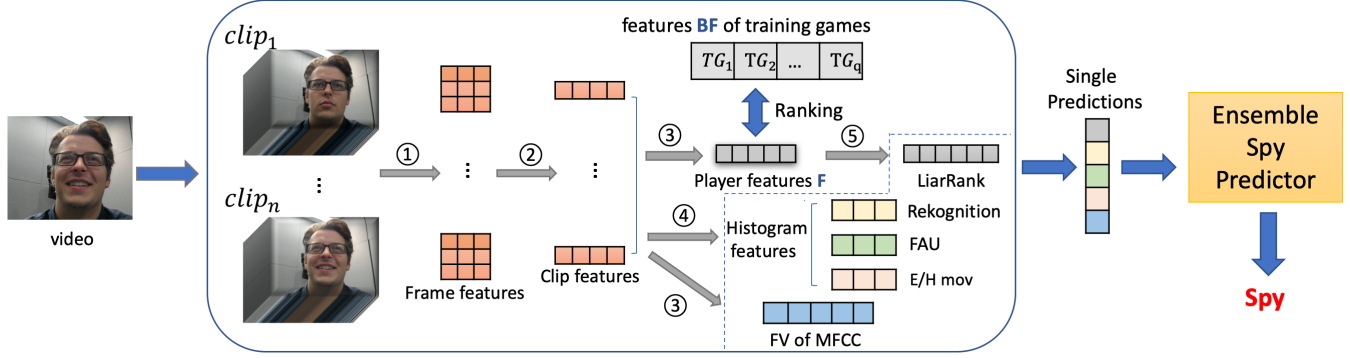 video
clip₁
⋮
clipₙ
①
⋮
Frame features
②
⋮
Clip features
③
④
③
features BF of training games
TG₁ TG₂ ... TG_q
Ranking
Player features F
⑤
LiarRank
Histogram
features
Rekognition
FAU
E/H mov
FV of MFCC
Single
Predictions
Ensemble
Spy
Predictor
Spy